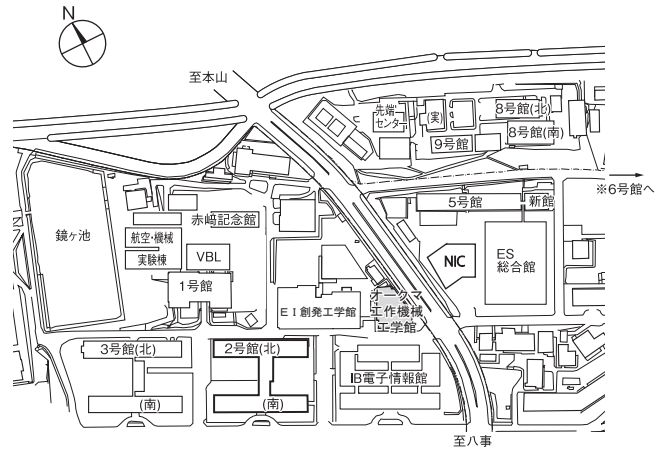 N
至本山
先端
センタ
(実)
8号館(北)
9号館
8号館(南)
※6号館へ
鏡ヶ池
赤﨑記念館
航空・機械
実験棟
VBL
1号館
5号館
新館
NIC
ES
総合館
EI創発工学館
オークマ
工作機械
工学館
3号館(北)
(南)
2号館(北)
(南)
IB電子情報館
至八事